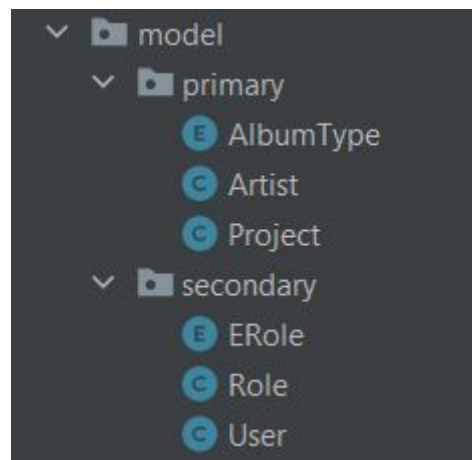 model
primary
E AlbumType
C Artist
C Project
secondary
E ERole
C Role
C User